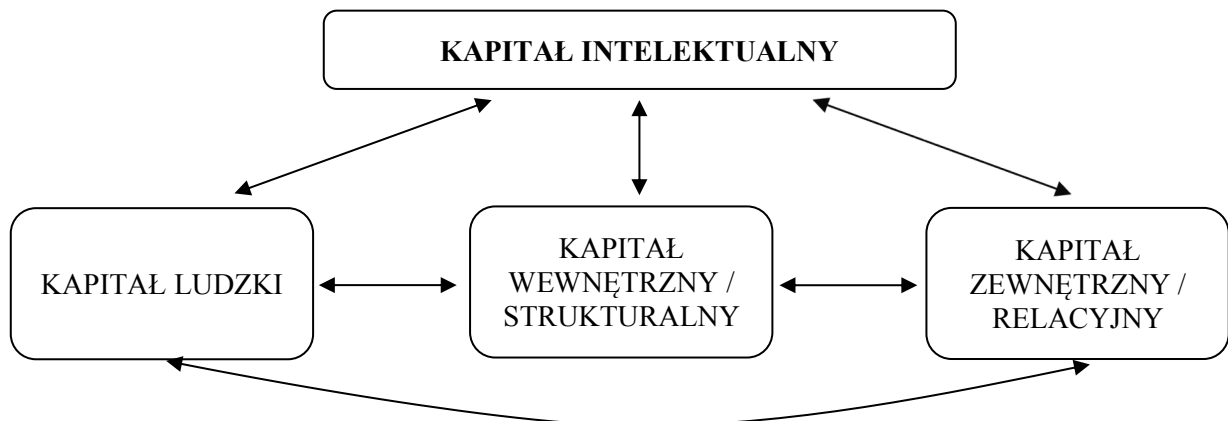 KAPITAŁ INTELEKTUALNY
KAPITAŁ LUDZKI
KAPITAŁ
WEWNĘTRZNY /
STRUKTURALNY
KAPITAŁ
ZEWNĘTRZNY /
RELACYJNY